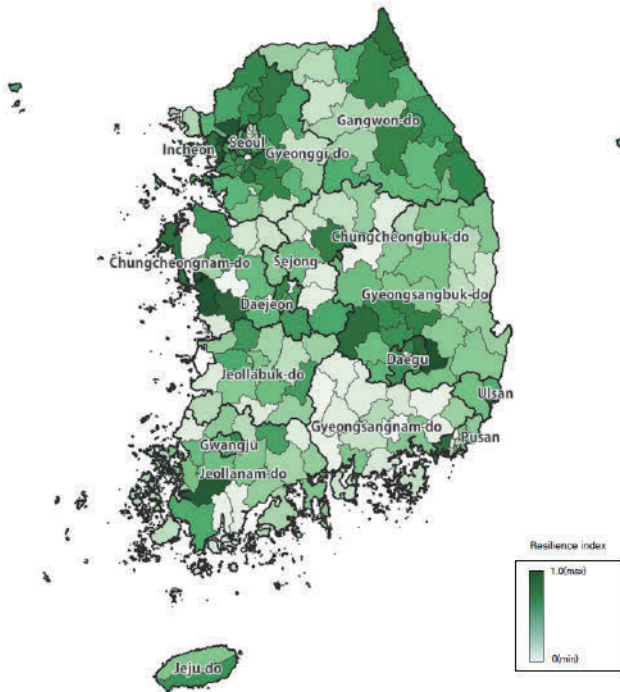 Gangwon-do
Incheon
Seoul
Gyeonggi-do
Chungcheongbuk-do
Chungcheongnam-do
Sejong
Gyeongsangbuk-do
Daejeon
Daegu
Jeollabuk-do
Ulsan
Gyeongsangnam-do
Pusan
Gwangju
Jeollanam-do
Jeju-do
Resilience index
1.0(max)
0(min)